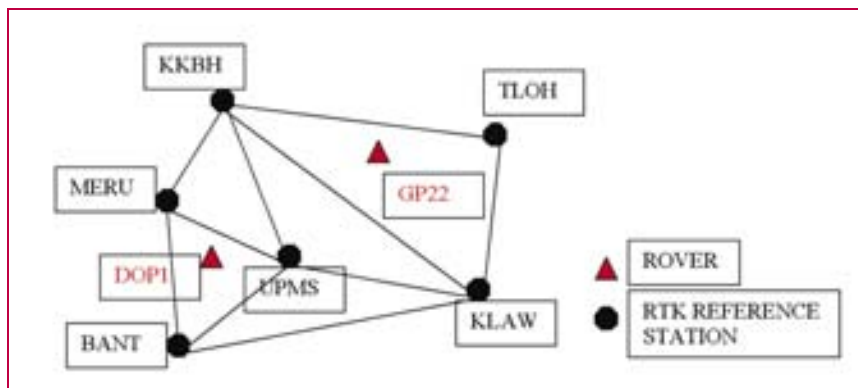 KKBH
TLOH
MERU
GP22
DOP1
UPMS
ROVER
KLAW
RTK REFERENCE
STATION
BANT